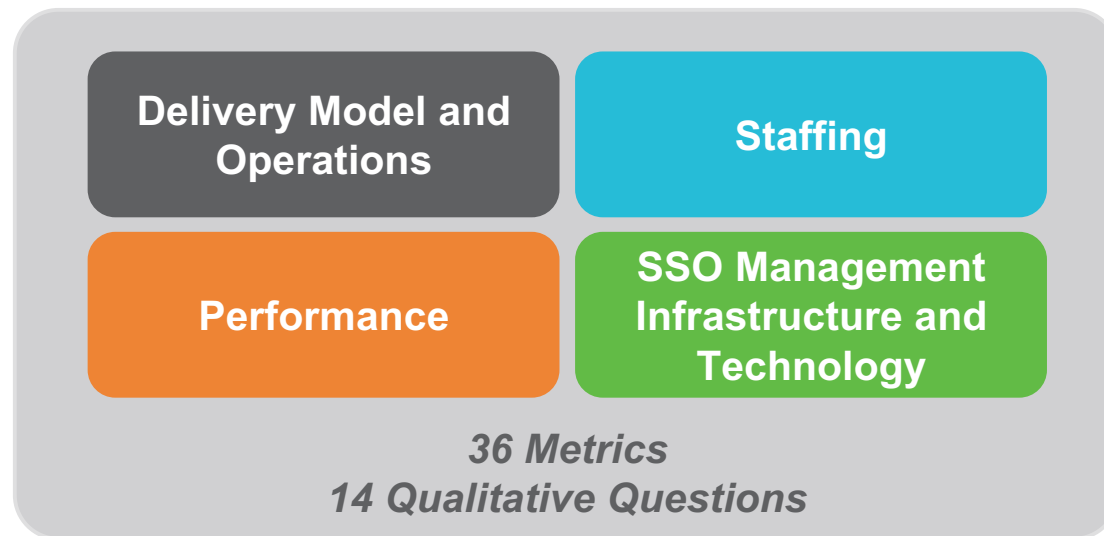 Delivery Model and
Operations
Staffing
Performance
SSO Management
Infrastructure and
Technology
36 Metrics
14 Qualitative Questions